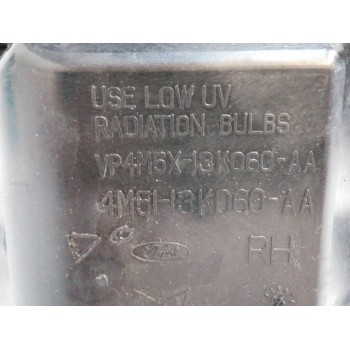 USE LOW UV
RADIATION BULBS
VP4M5X-13K060-AA
4M51-13K060-AA
Ford RH